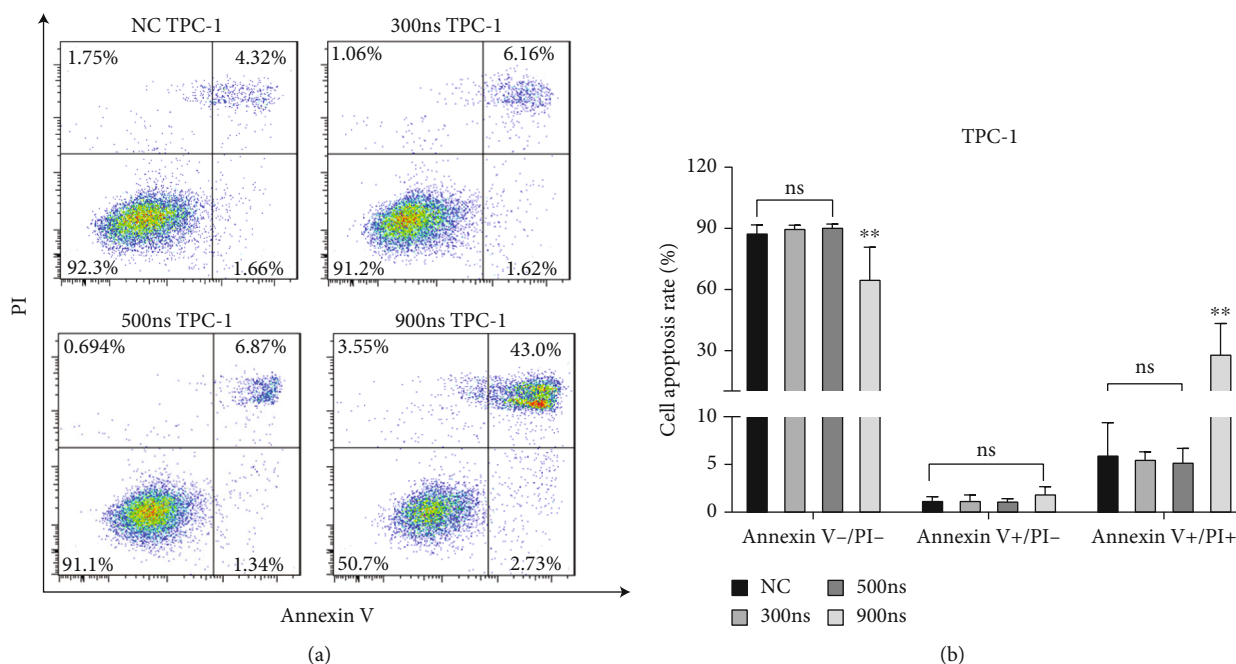 NC TPC-1
300ns TPC-1
1.75%
4.32%
1.06%
6.16%
92.3%
1.66%
91.2%
1.62%
500ns TPC-1
900ns TPC-1
0.694%
6.87%
3.55%
43.0%
91.1%
1.34%
50.7%
2.73%
PI
Annexin V
(a)
TPC-1
Cell apoptosis rate (%)
120
90
60
30
10
5
0
ns
**
ns
ns
**
Annexin V–/PI–
Annexin V+/PI–
Annexin V+/PI+
NC
500ns
300ns
900ns
(b)